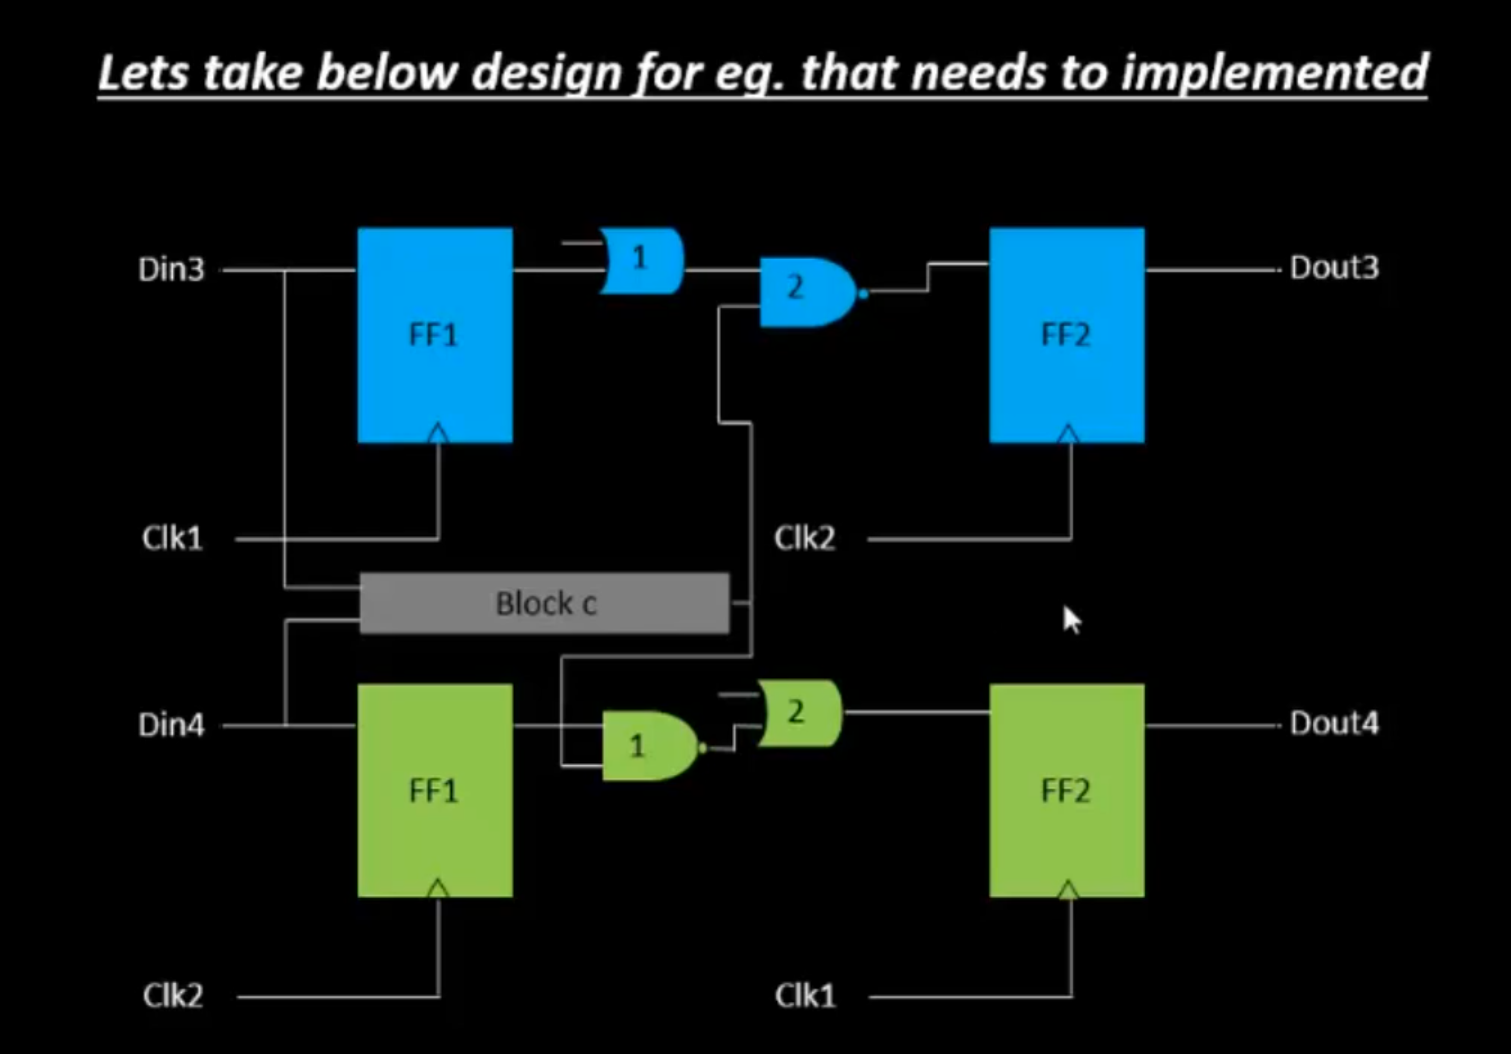 Lets take below design for eg. that needs to implemented
Din3
FF1
1
2
FF2
Dout3
Clk1
Clk2
Block c
Din4
FF1
1
2
FF2
Dout4
Clk2
Clk1